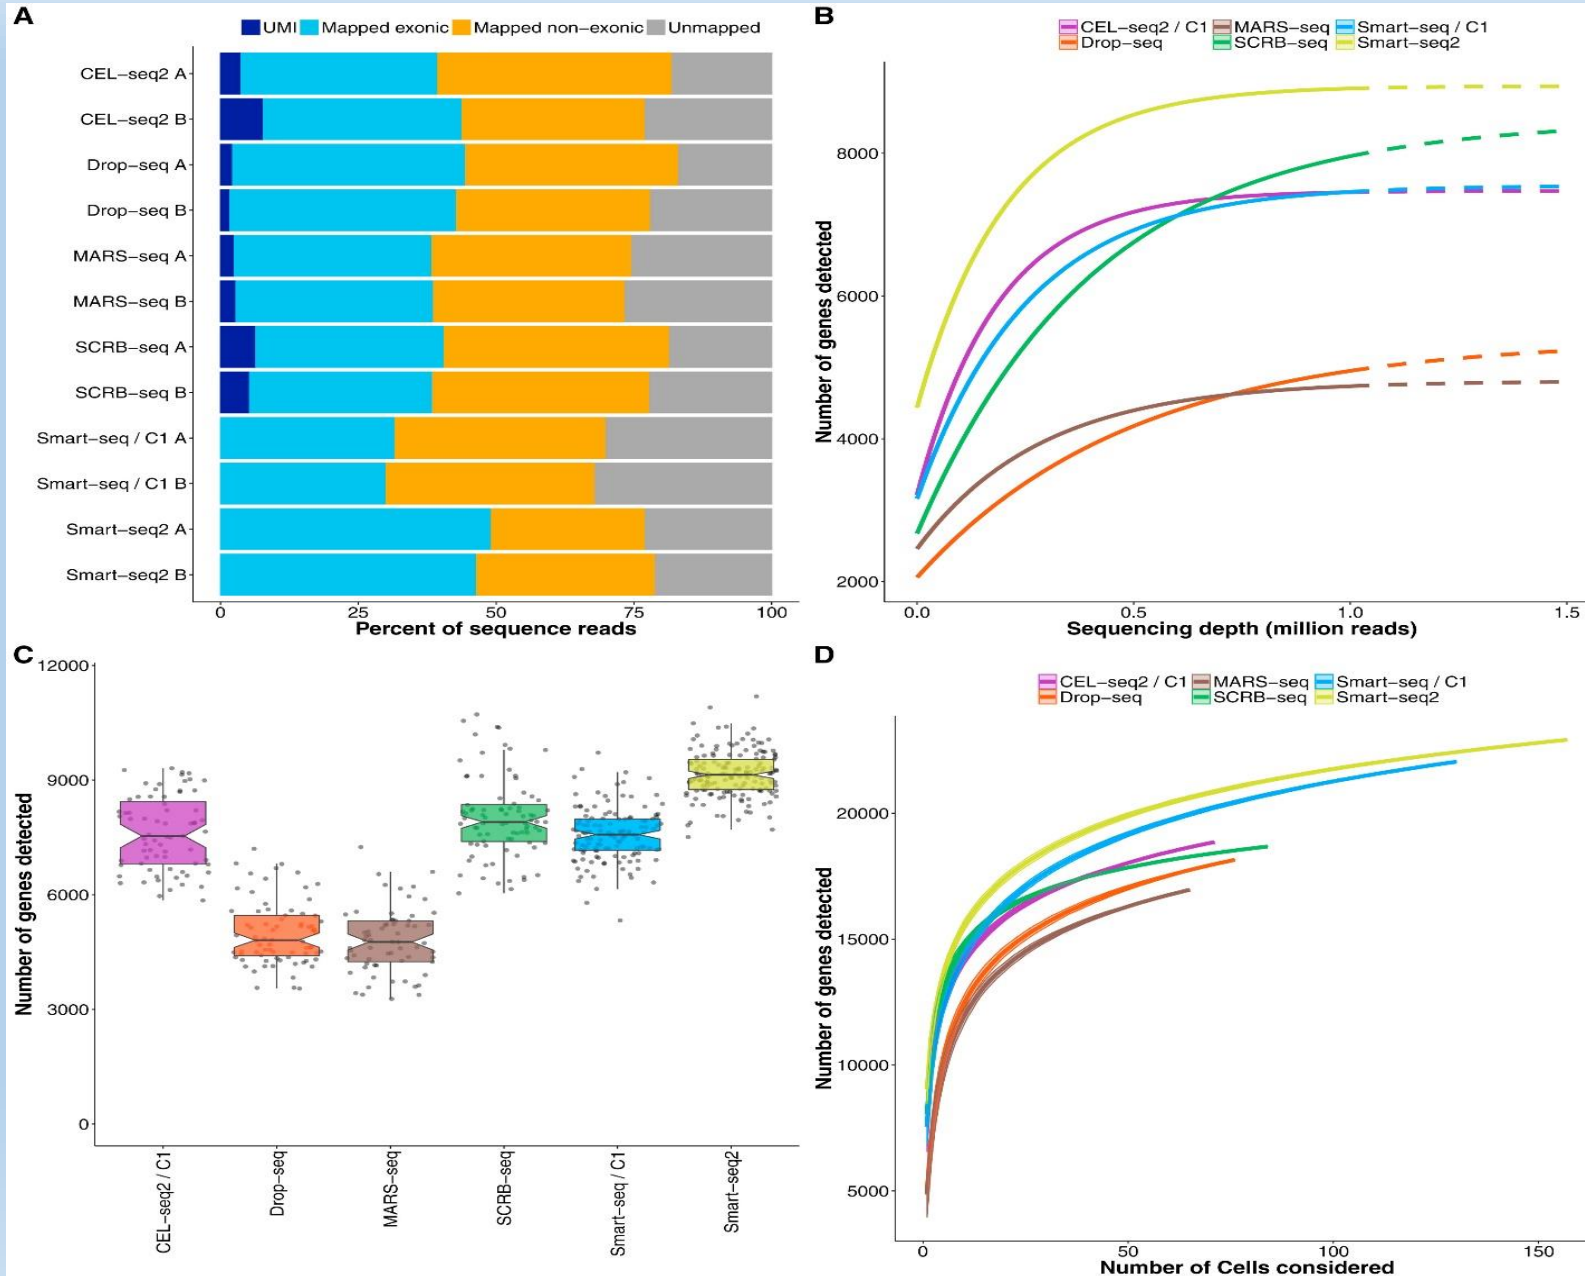 A
UMI Mapped exonic Mapped non−exonic Unmapped
CEL−seq2 A
CEL−seq2 B
Drop−seq A
Drop−seq B
MARS−seq A
MARS−seq B
SCRB−seq A
SCRB−seq B
Smart−seq / C1 A
Smart−seq / C1 B
Smart−seq2 A
Smart−seq2 B
0 25 50 75 100
Percent of sequence reads
B
CEL−seq2 / C1 MARS−seq Smart−seq / C1
Drop−seq SCRB−seq Smart−seq2
Number of genes detected
8000
6000
4000
2000
0.0 0.5 1.0 1.5
Sequencing depth (million reads)
C
Number of genes detected
12000
9000
6000
3000
0
CEL−seq2 / C1
Drop−seq
MARS−seq
SCRB−seq
Smart−seq / C1
Smart−seq2
D
CEL−seq2 / C1 MARS−seq Smart−seq / C1
Drop−seq SCRB−seq Smart−seq2
Number of genes detected
20000
15000
10000
5000
0 50 100 150
Number of Cells considered